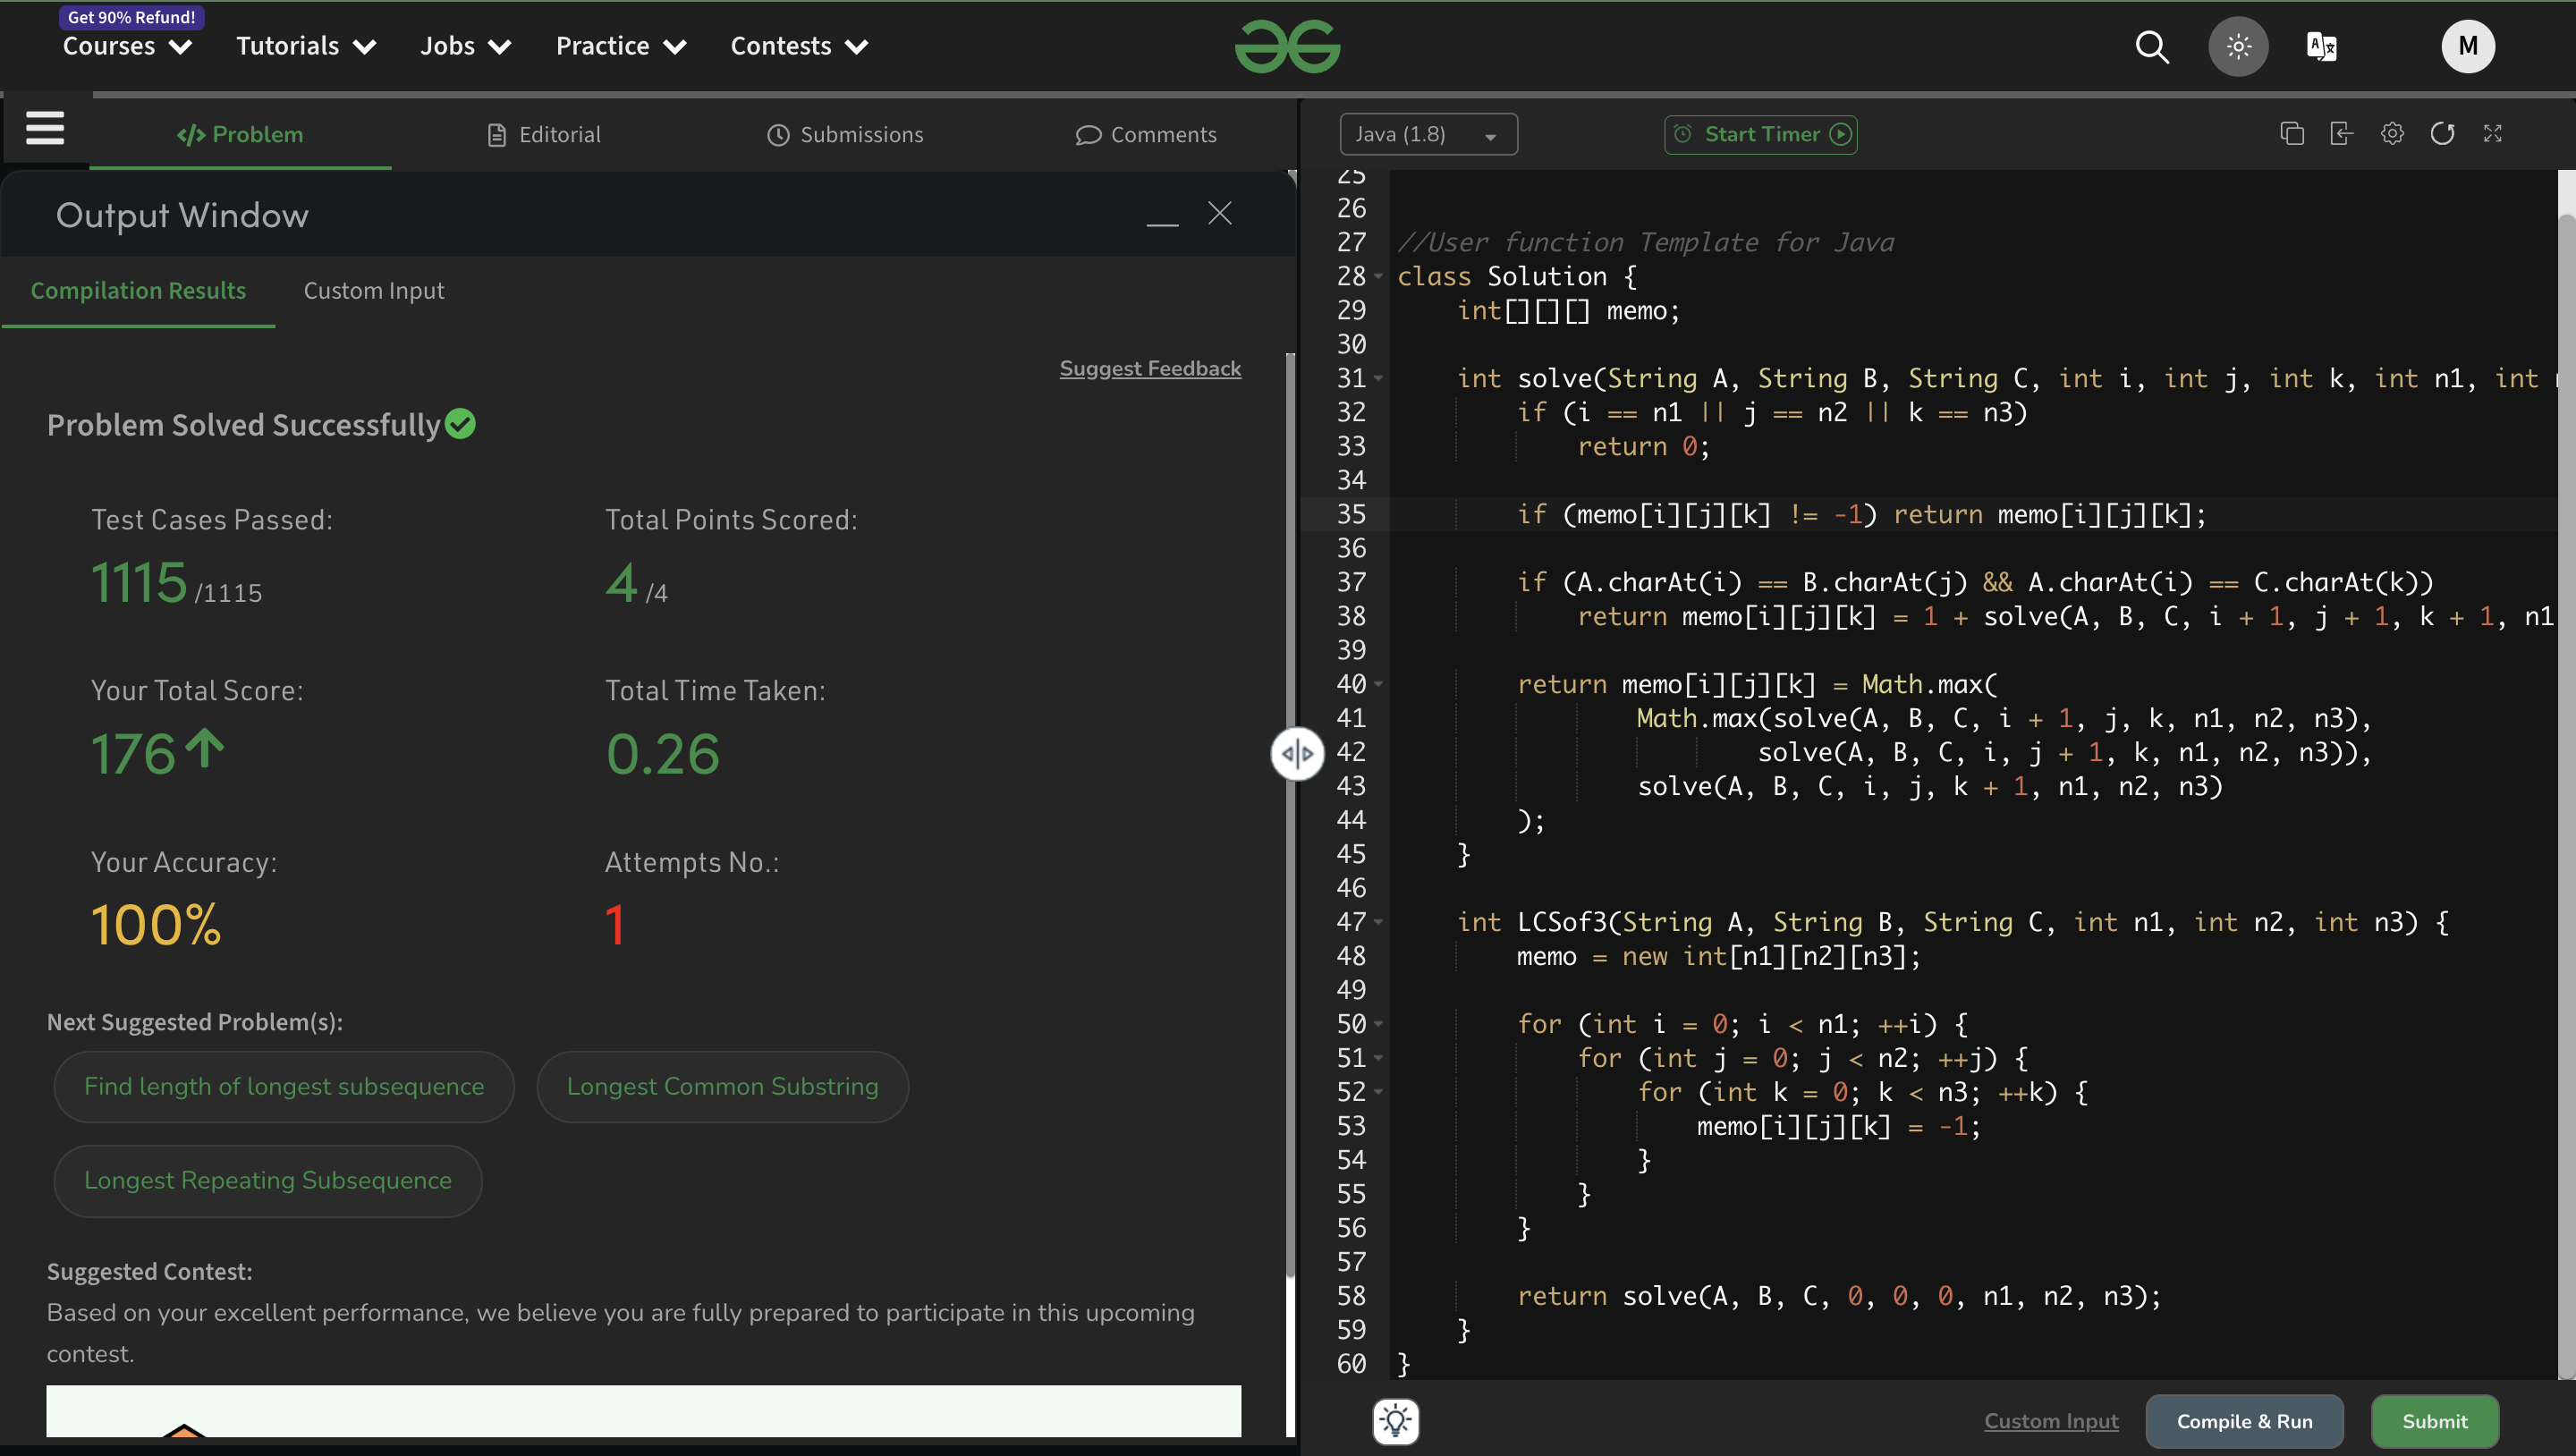 Get 90% Refund!
Courses
Tutorials
Jobs
Practice
Contests
M
Problem
Editorial
Submissions
Comments
Java (1.8)
Start Timer
Output Window
Compilation Results
Custom Input
Suggest Feedback
Problem Solved Successfully
Test Cases Passed:
1115 /1115
Total Points Scored:
4 /4
Your Total Score:
176
Total Time Taken:
0.26
Your Accuracy:
100%
Attempts No.:
1
Next Suggested Problem(s):
Find length of longest subsequence
Longest Common Substring
Longest Repeating Subsequence
Suggested Contest:
Based on your excellent performance, we believe you are fully prepared to participate in this upcoming
contest.
25
26
27 //User function Template for Java
28 class Solution {
29     int[][][] memo;
30
31     int solve(String A, String B, String C, int i, int j, int k, int n1, int
32         if (i == n1 || j == n2 || k == n3)
33             return 0;
34
35         if (memo[i][j][k] != -1) return memo[i][j][k];
36
37         if (A.charAt(i) == B.charAt(j) && A.charAt(i) == C.charAt(k))
38             return memo[i][j][k] = 1 + solve(A, B, C, i + 1, j + 1, k + 1, n1
39
40         return memo[i][j][k] = Math.max(
41                 Math.max(solve(A, B, C, i + 1, j, k, n1, n2, n3),
42                         solve(A, B, C, i, j + 1, k, n1, n2, n3)),
43                 solve(A, B, C, i, j, k + 1, n1, n2, n3)
44         );
45     }
46
47     int LCSof3(String A, String B, String C, int n1, int n2, int n3) {
48         memo = new int[n1][n2][n3];
49
50         for (int i = 0; i < n1; ++i) {
51             for (int j = 0; j < n2; ++j) {
52                 for (int k = 0; k < n3; ++k) {
53                     memo[i][j][k] = -1;
54                 }
55             }
56         }
57
58         return solve(A, B, C, 0, 0, 0, n1, n2, n3);
59     }
60 }
Custom Input
Compile & Run
Submit